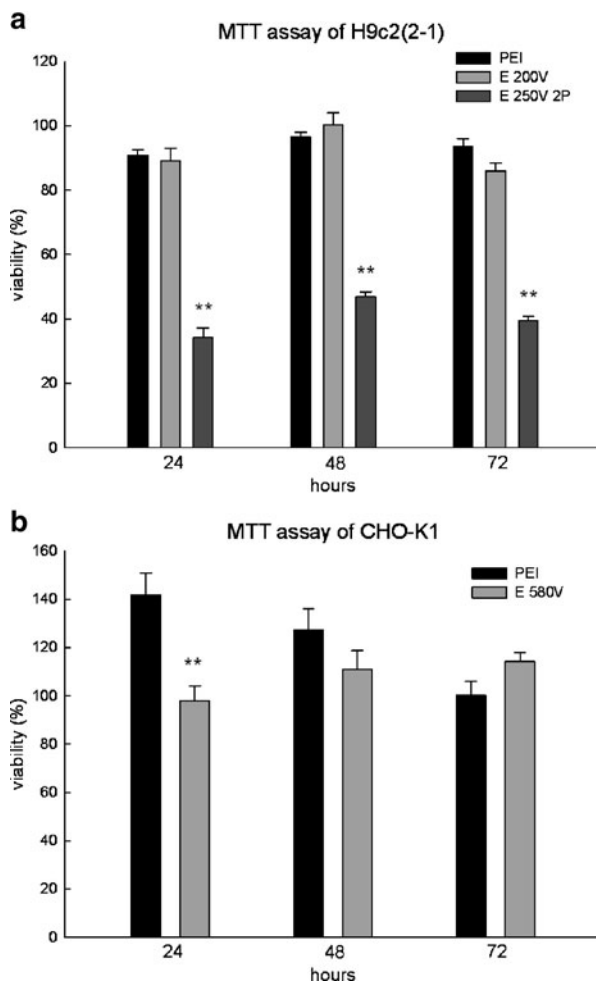 a
MTT assay of H9c2(2-1)
PEI
E 200V
E 250V 2P
120
100
80
60
40
20
0
viability (%)
**
**
**
24
48
72
hours
b
MTT assay of CHO-K1
PEI
E 580V
160
140
120
100
80
60
40
20
0
viability (%)
**
24
48
72
hours